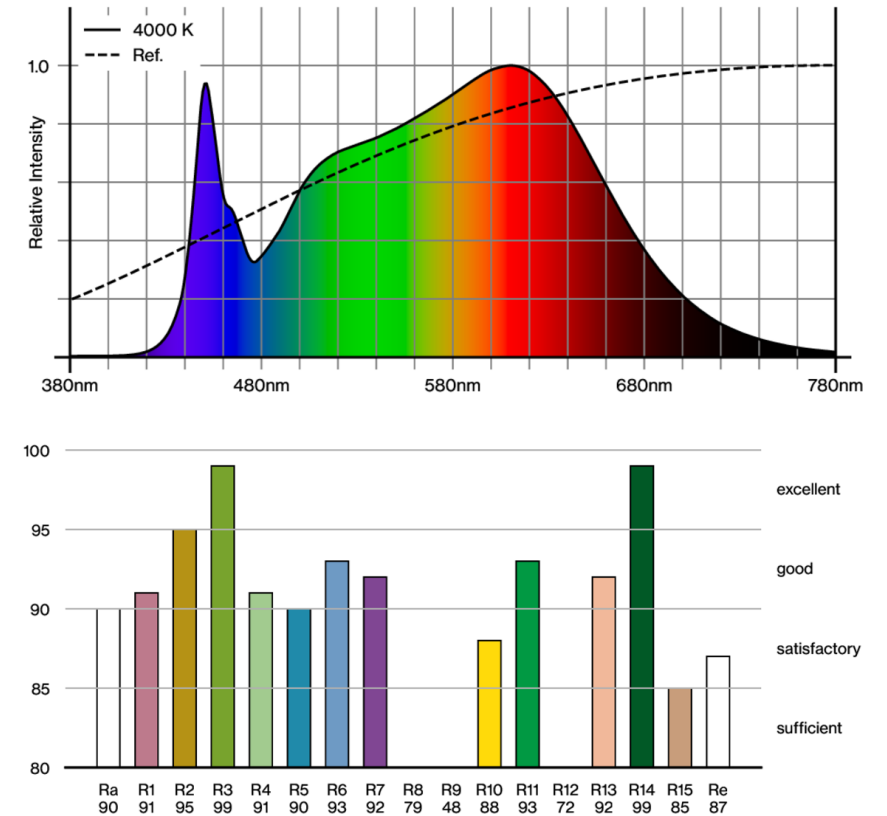 4000 K
Ref.
1.0
Relative Intensity
380nm 480nm 580nm 680nm 780nm
100
excellent
95
good
90
satisfactory
85
sufficient
80
Ra R1 R2 R3 R4 R5 R6 R7 R8 R9 R10 R11 R12 R13 R14 R15 Re
90 91 95 99 91 90 93 92 79 48 88 93 72 92 99 85 87